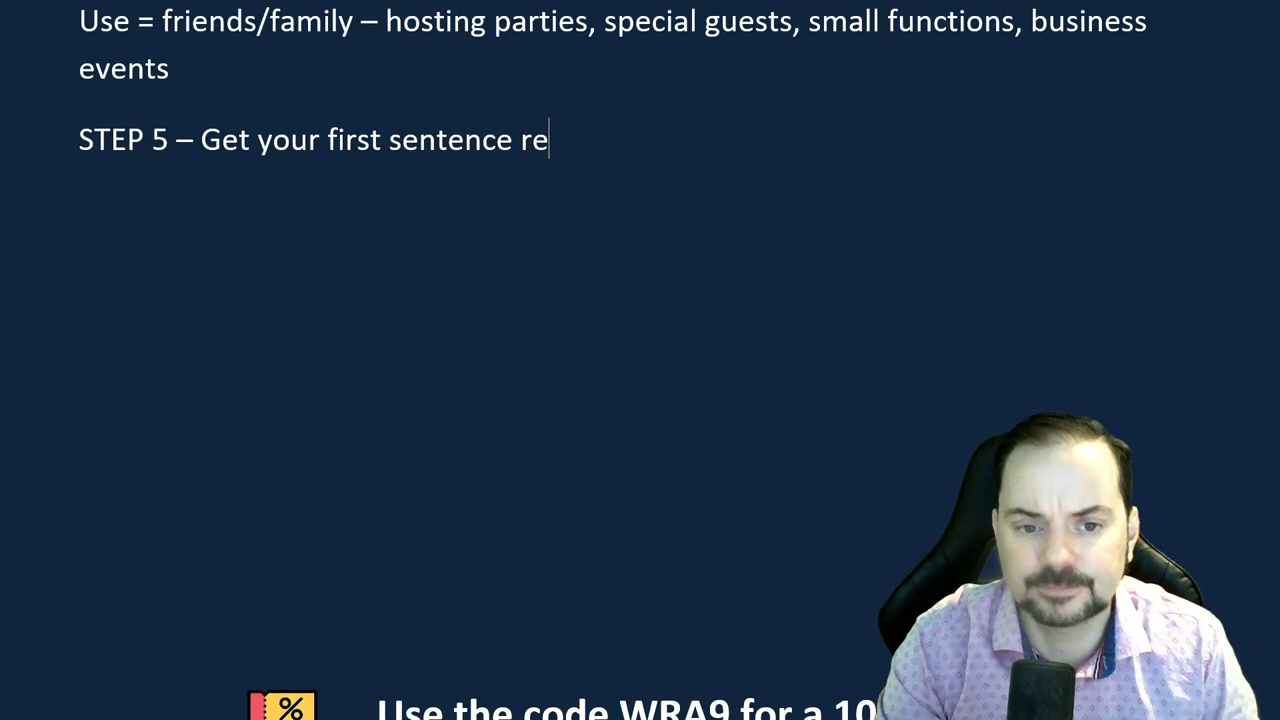 Use = friends/family – hosting parties, special guests, small functions, business
events
STEP 5 – Get your first sentence re
%
Use the code WRA9 for a 10